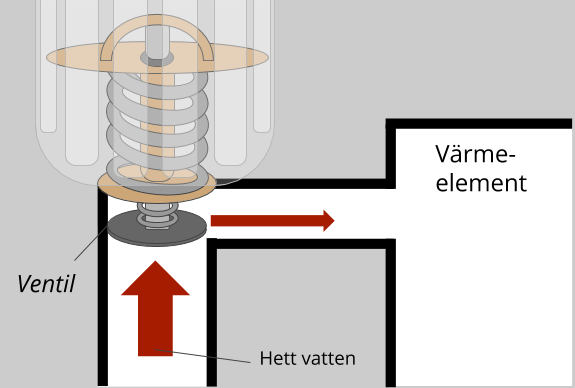 Värme-
element
Ventil
Hett vatten